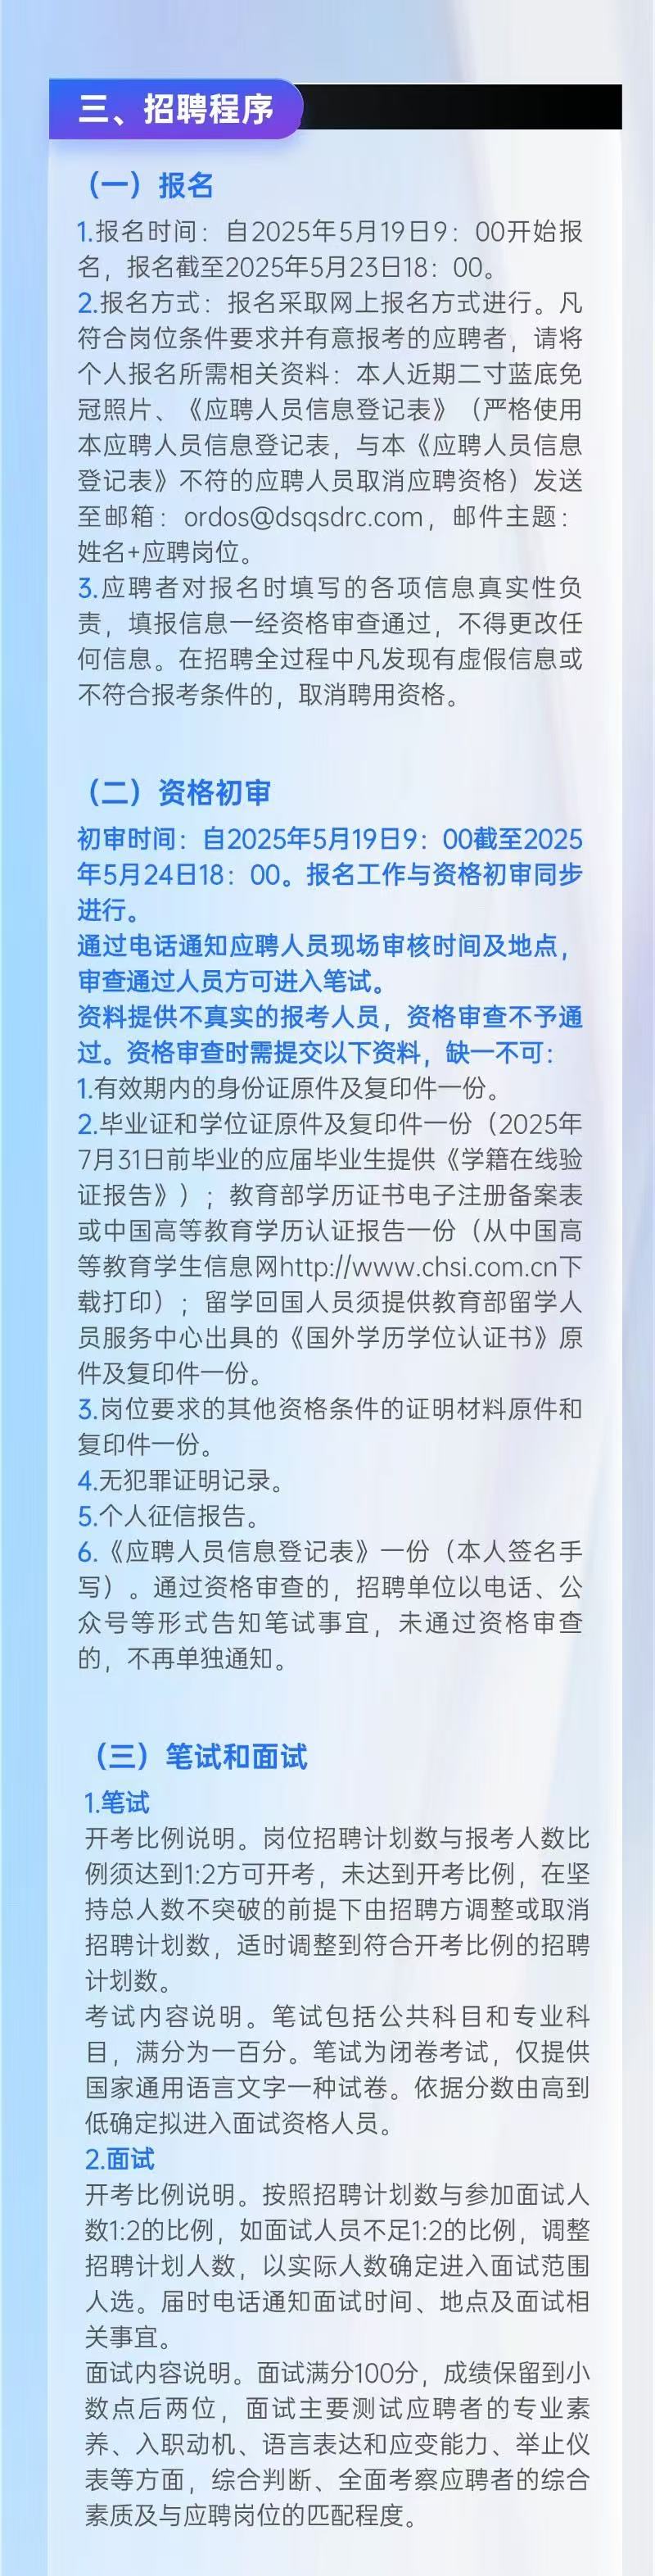 三、招聘程序
（一）报名
1.报名时间：自2025年5月19日9：00开始报
名，报名截至2025年5月23日18：00。
2.报名方式：报名采取网上报名方式进行。凡
符合岗位条件要求并有意报考的应聘者，请将
个人报名所需相关资料：本人近期二寸蓝底免
冠照片、《应聘人员信息登记表》（严格使用
本应聘人员信息登记表，与本《应聘人员信息
登记表》不符的应聘人员取消应聘资格）发送
至邮箱：ordos@dsqsdrc.com，邮件主题：
姓名+应聘岗位。
3.应聘者对报名时填写的各项信息真实性负
责，填报信息一经资格审查通过，不得更改任
何信息。在招聘全过程中凡发现有虚假信息或
不符合报考条件的，取消聘用资格。
（二）资格初审
初审时间：自2025年5月19日9：00截至2025
年5月24日18：00。报名工作与资格初审同步
进行。
通过电话通知应聘人员现场审核时间及地点，
审查通过人员方可进入笔试。
资料提供不真实的报考人员，资格审查不予通
过。资格审查时需提交以下资料，缺一不可：
1.有效期内的身份证原件及复印件一份。
2.毕业证和学位证原件及复印件一份（2025年
7月31日前毕业的应届毕业生提供《学籍在线验
证报告》）；教育部学历证书电子注册备案表
或中国高等教育学历认证报告一份（从中国高
等教育学生信息网http://www.chsi.com.cn下
载打印）；留学回国人员须提供教育部留学人
员服务中心出具的《国外学历学位认证书》原
件及复印件一份。
3.岗位要求的其他资格条件的证明材料原件和
复印件一份。
4.无犯罪证明记录。
5.个人征信报告。
6.《应聘人员信息登记表》一份（本人签名手
写）。通过资格审查的，招聘单位以电话、公
众号等形式告知笔试事宜，未通过资格审查
的，不再单独通知。
（三）笔试和面试
1.笔试
开考比例说明。岗位招聘计划数与报考人数比
例须达到1:2方可开考，未达到开考比例，在坚
持总人数不突破的前提下由招聘方调整或取消
招聘计划数，适时调整到符合开考比例的招聘
计划数。
考试内容说明。笔试包括公共科目和专业科
目，满分为一百分。笔试为闭卷考试，仅提供
国家通用语言文字一种试卷。依据分数由高到
低确定拟进入面试资格人员。
2.面试
开考比例说明。按照招聘计划数与参加面试人
数1:2的比例，如面试人员不足1:2的比例，调整
招聘计划人数，以实际人数确定进入面试范围
人选。届时电话通知面试时间、地点及面试相
关事宜。
面试内容说明。面试满分100分，成绩保留到小
数点后两位，面试主要测试应聘者的专业素
养、入职动机、语言表达和应变能力、举止仪
表等方面，综合判断、全面考察应聘者的综合
素质及与应聘岗位的匹配程度。